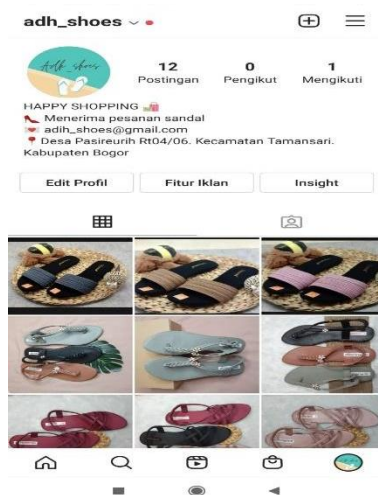 adh_shoes
Adh_shoes
12 0 1
Postingan Pengikut Mengikuti
HAPPY SHOPPING
Menerima pesanan sandal
adih_shoes@gmail.com
Desa Pasireurih Rt04/06. Kecamatan Tamansari.
Kabupaten Bogor
Edit Profil Fitur Iklan Insight